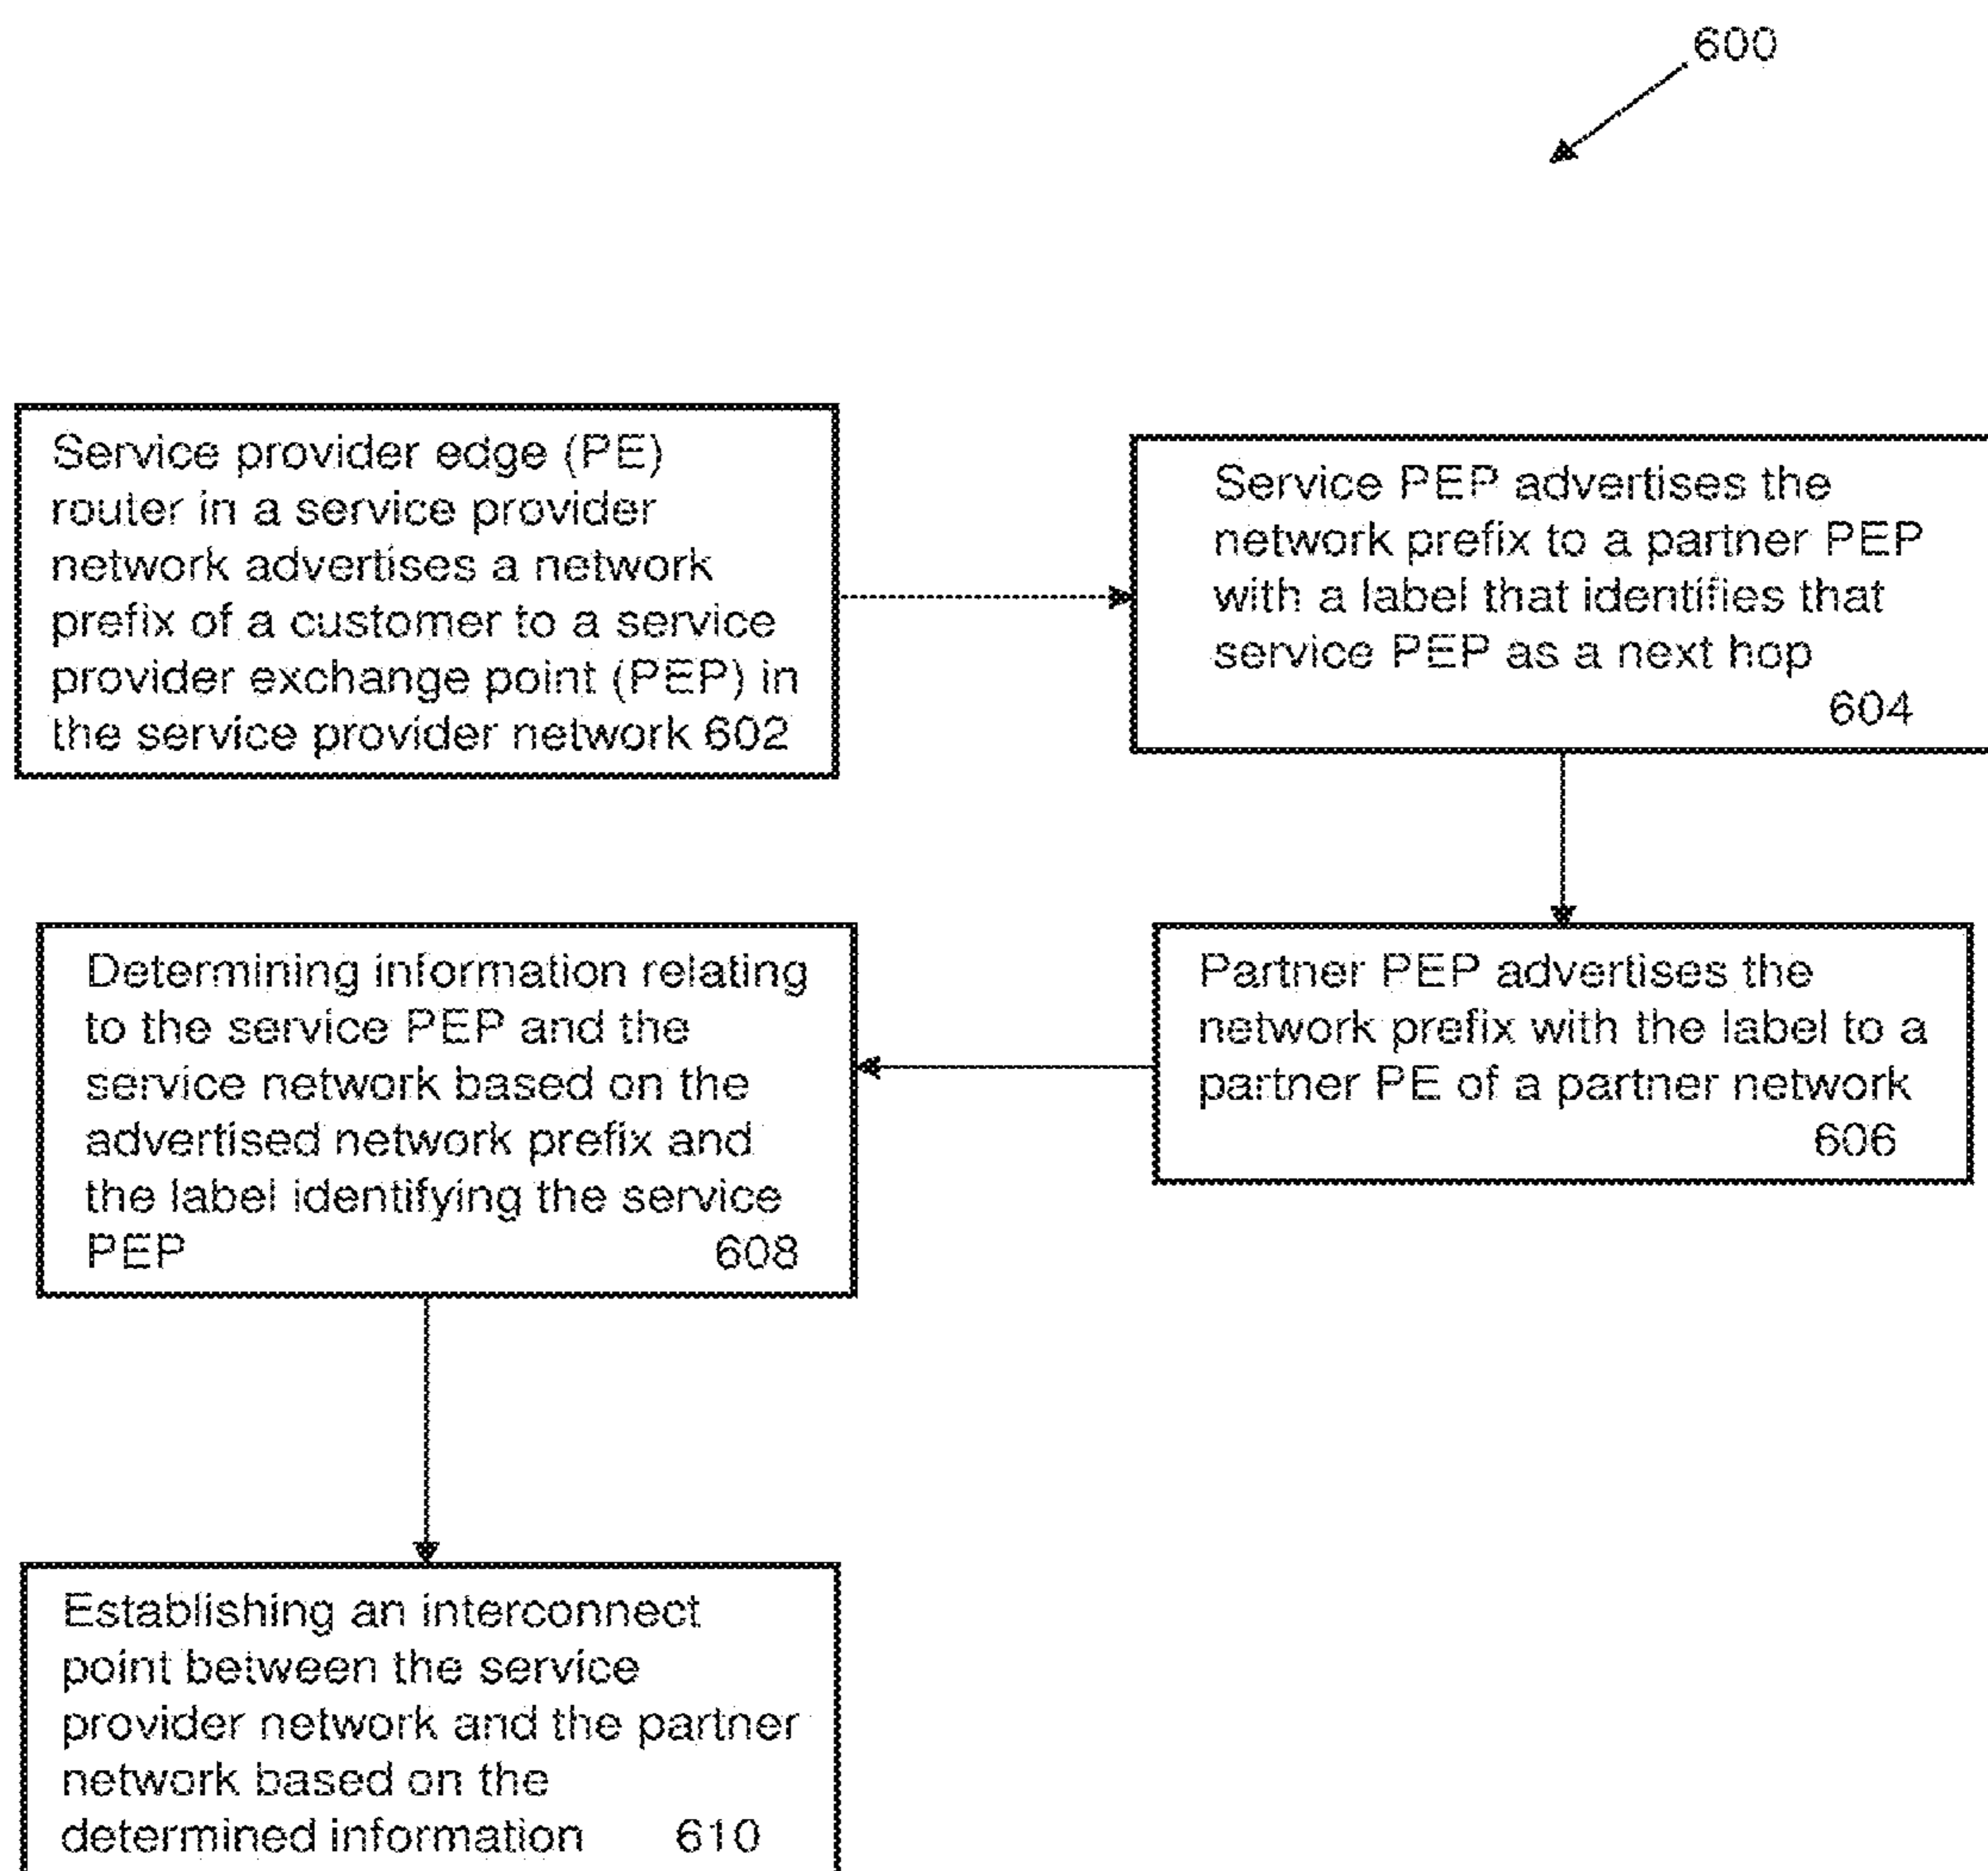 600
Service provider edge (PE)
router in a service provider
network advertises a network
prefix of a customer to a service
provider exchange point (PEP) in
the service provider network 602
Service PEP advertises the
network prefix to a partner PEP
with a label that identifies that
service PEP as a next hop
604
Partner PEP advertises the
network prefix with the label to a
partner PE of a partner network
606
Determining information relating
to the service PEP and the
service network based on the
advertised network prefix and
the label identifying the service
PEP 608
Establishing an interconnect
point between the service
provider network and the partner
network based on the
determined information 610